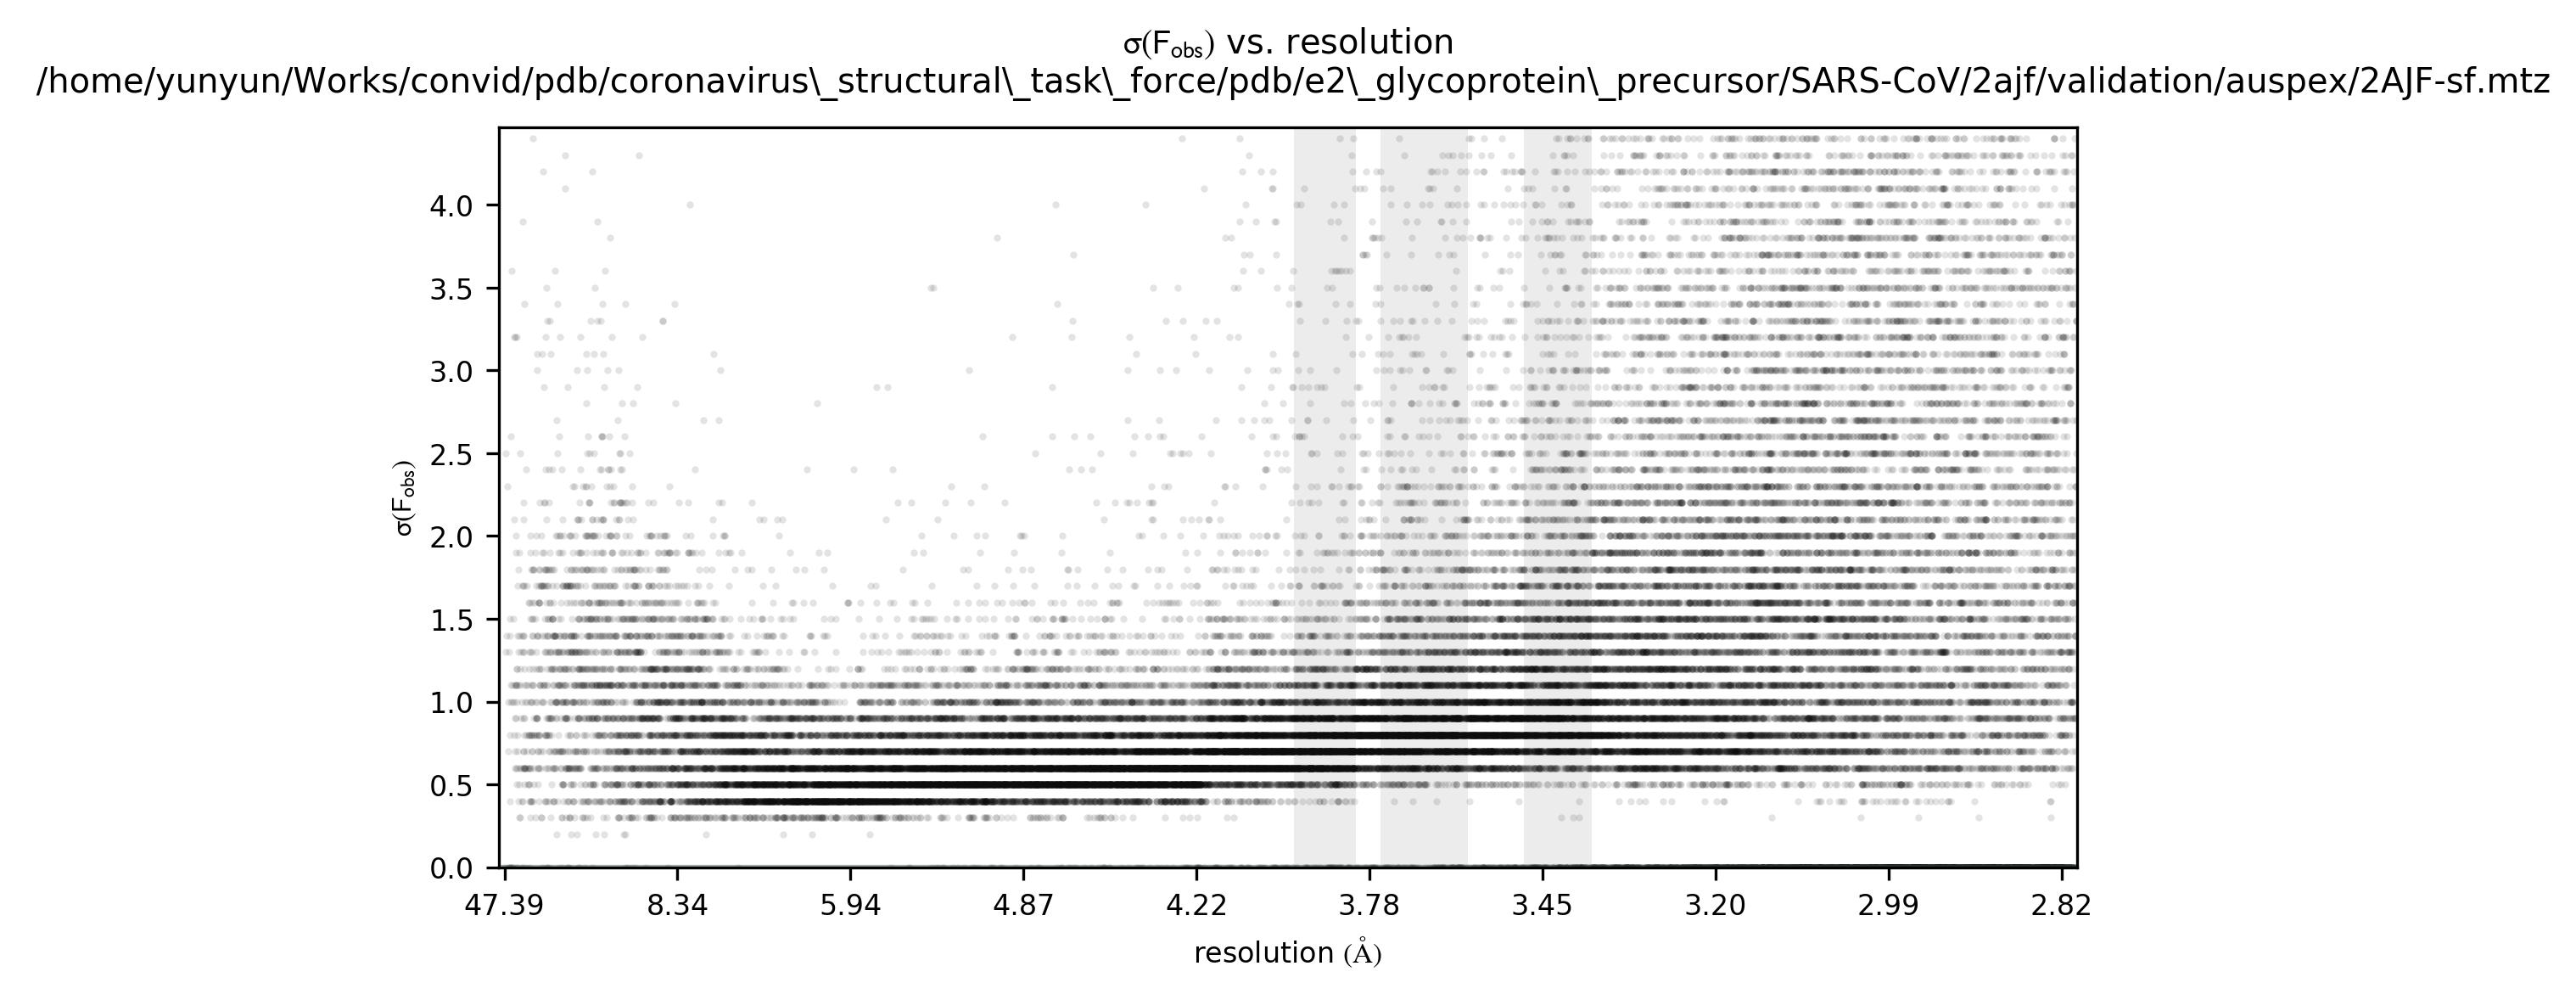 σ(F_obs) vs. resolution
/home/yunyun/Works/convid/pdb/coronavirus\_structural\_task\_force/pdb/e2\_glycoprotein\_precursor/SARS-CoV/2ajf/validation/auspex/2AJF-sf.mtz
σ(F_obs)
4.0
3.5
3.0
2.5
2.0
1.5
1.0
0.5
0.0
47.39 8.34 5.94 4.87 4.22 3.78 3.45 3.20 2.99 2.82
resolution (Å)